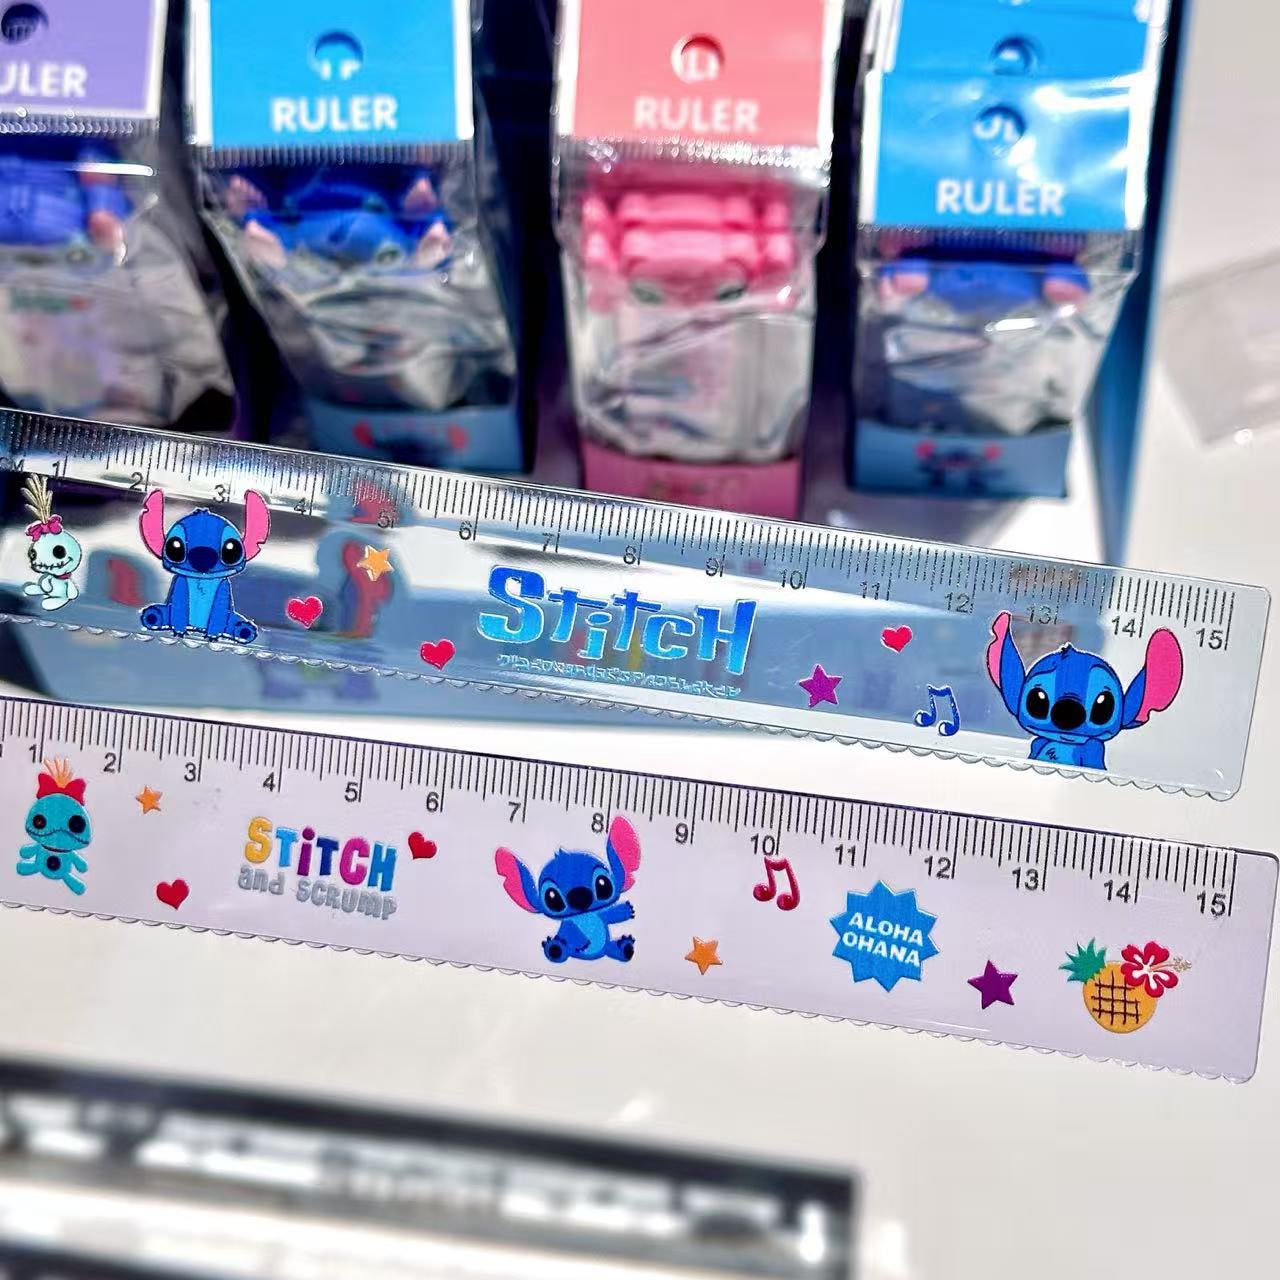 ULER
RULER
RULER
RULER
1 2 3 4 5 6 7 8 9 10 11 12 13 14 15
STITCH
1 2 3 4 5 6 7 8 9 10 11 12 13 14 15
STITCH
and SCRUMP
ALOHA
OHANA